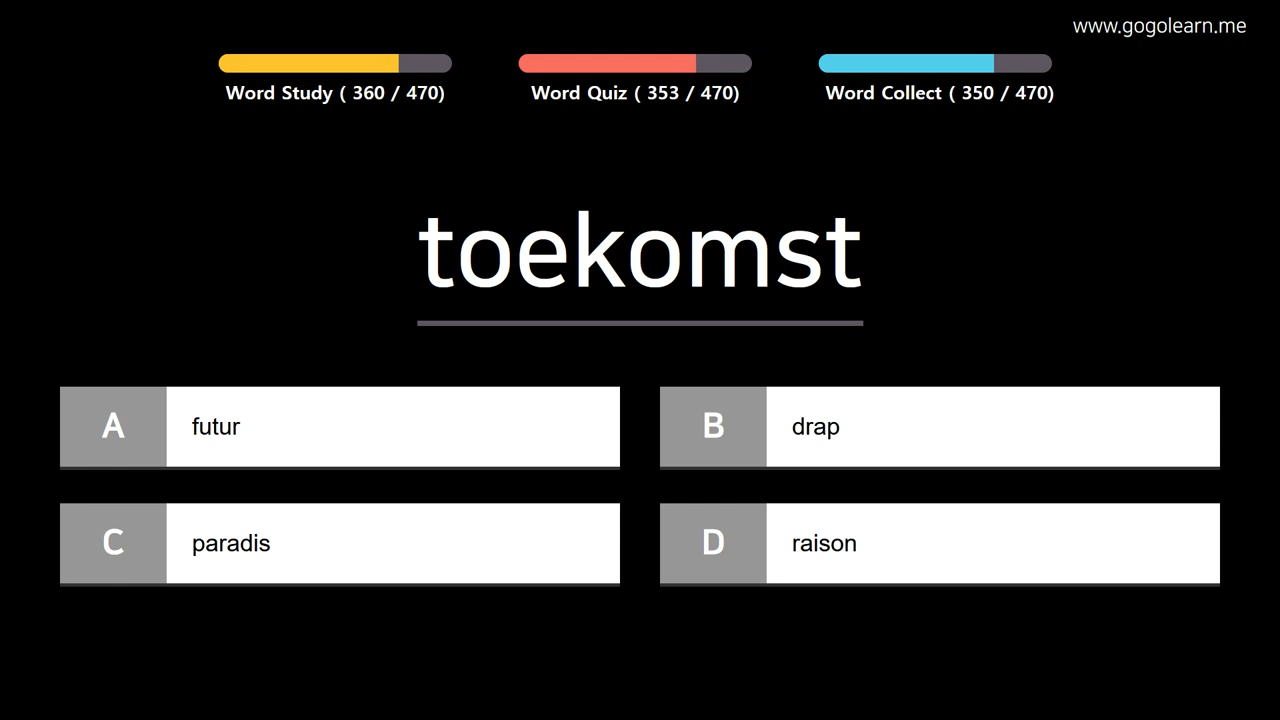 www.gogolearn.me
Word Study ( 360 / 470)
Word Quiz ( 353 / 470)
Word Collect ( 350 / 470)
toekomst
A futur
B drap
C paradis
D raison